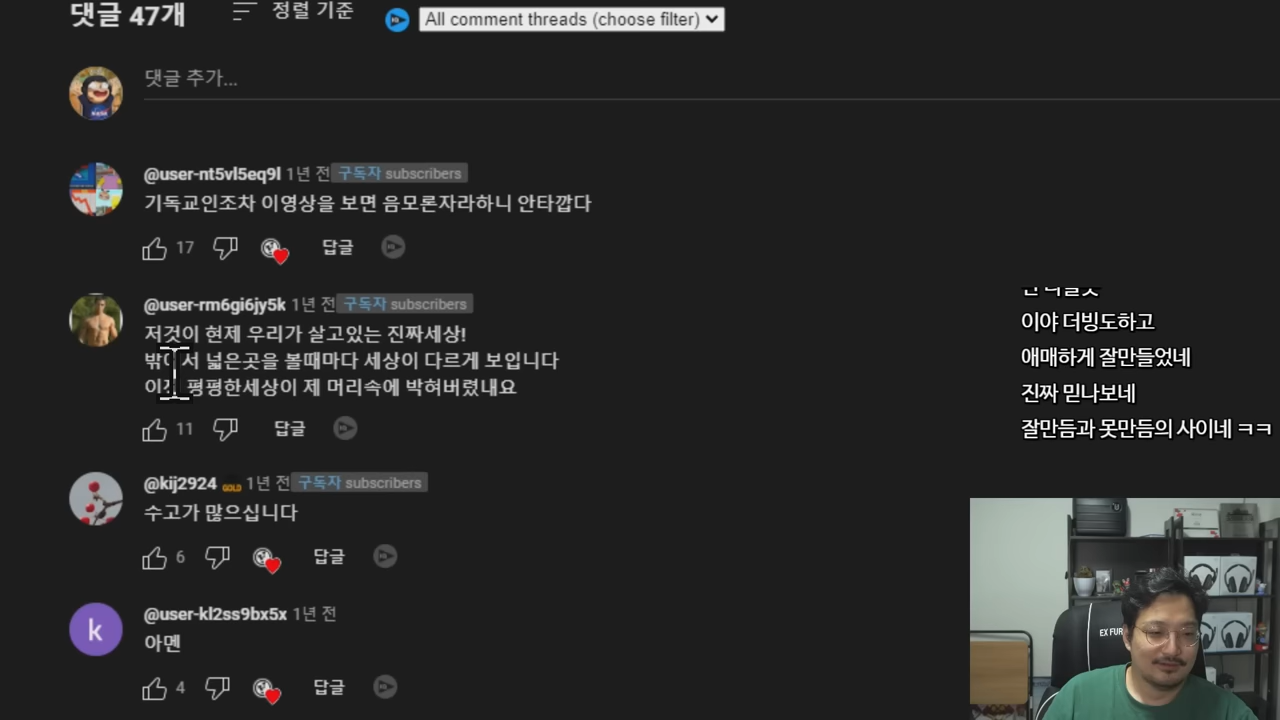 댓글 47개
정렬 기준
All comment threads (choose filter)
댓글 추가...
@user-nt5vl5eq9l 1년 전 구독자 subscribers
기독교인조차 이영상을 보면 음모론자라하니 안타깝다
17 답글
@user-rm6gi6jy5k 1년 전 구독자 subscribers
저것이 현제 우리가 살고있는 진짜세상!
밖에서 넓은곳을 볼때마다 세상이 다르게 보입니다
평평한세상이 제 머리속에 박혀버렸내요
11 답글
@kij2924 GOLD 1년 전 구독자 subscribers
수고가 많으십니다
6 답글
@user-kl2ss9bx5x 1년 전
k
아멘
4 답글
이야 더빙도하고
애매하게 잘만들었네
진짜 믿나보네
잘만듬과 못만듬의 사이네 ㅋㅋ
EX FUR